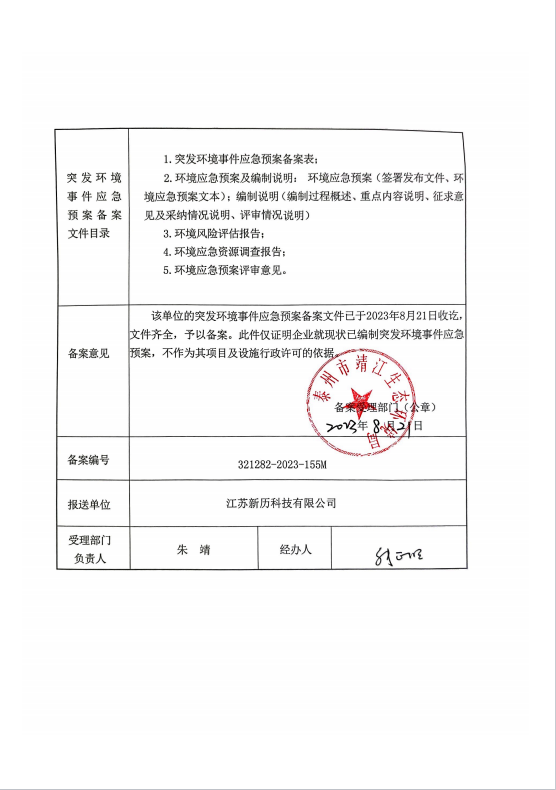 突发环境
事件应急
预案备案
文件目录
1.突发环境事件应急预案备案表；
2.环境应急预案及编制说明： 环境应急预案（签署发布文件、环
境应急预案文本）；编制说明（编制过程概述、重点内容说明、征求意
见及采纳情况说明、评审情况说明）
3.环境风险评估报告；
4.环境应急资源调查报告；
5.环境应急预案评审意见。
备案意见
该单位的突发环境事件应急预案备案文件已于2023年8月21日收讫，
文件齐全，予以备案。此件仅证明企业就现状已编制突发环境事件应急
预案，不作为其项目及设施行政许可的依据。
泰州市靖江生态环境局
备案受理部门（公章）
2023年8月21日
备案编号
321282-2023-155M
报送单位
江苏新历科技有限公司
受理部门
负责人
朱 靖
经办人